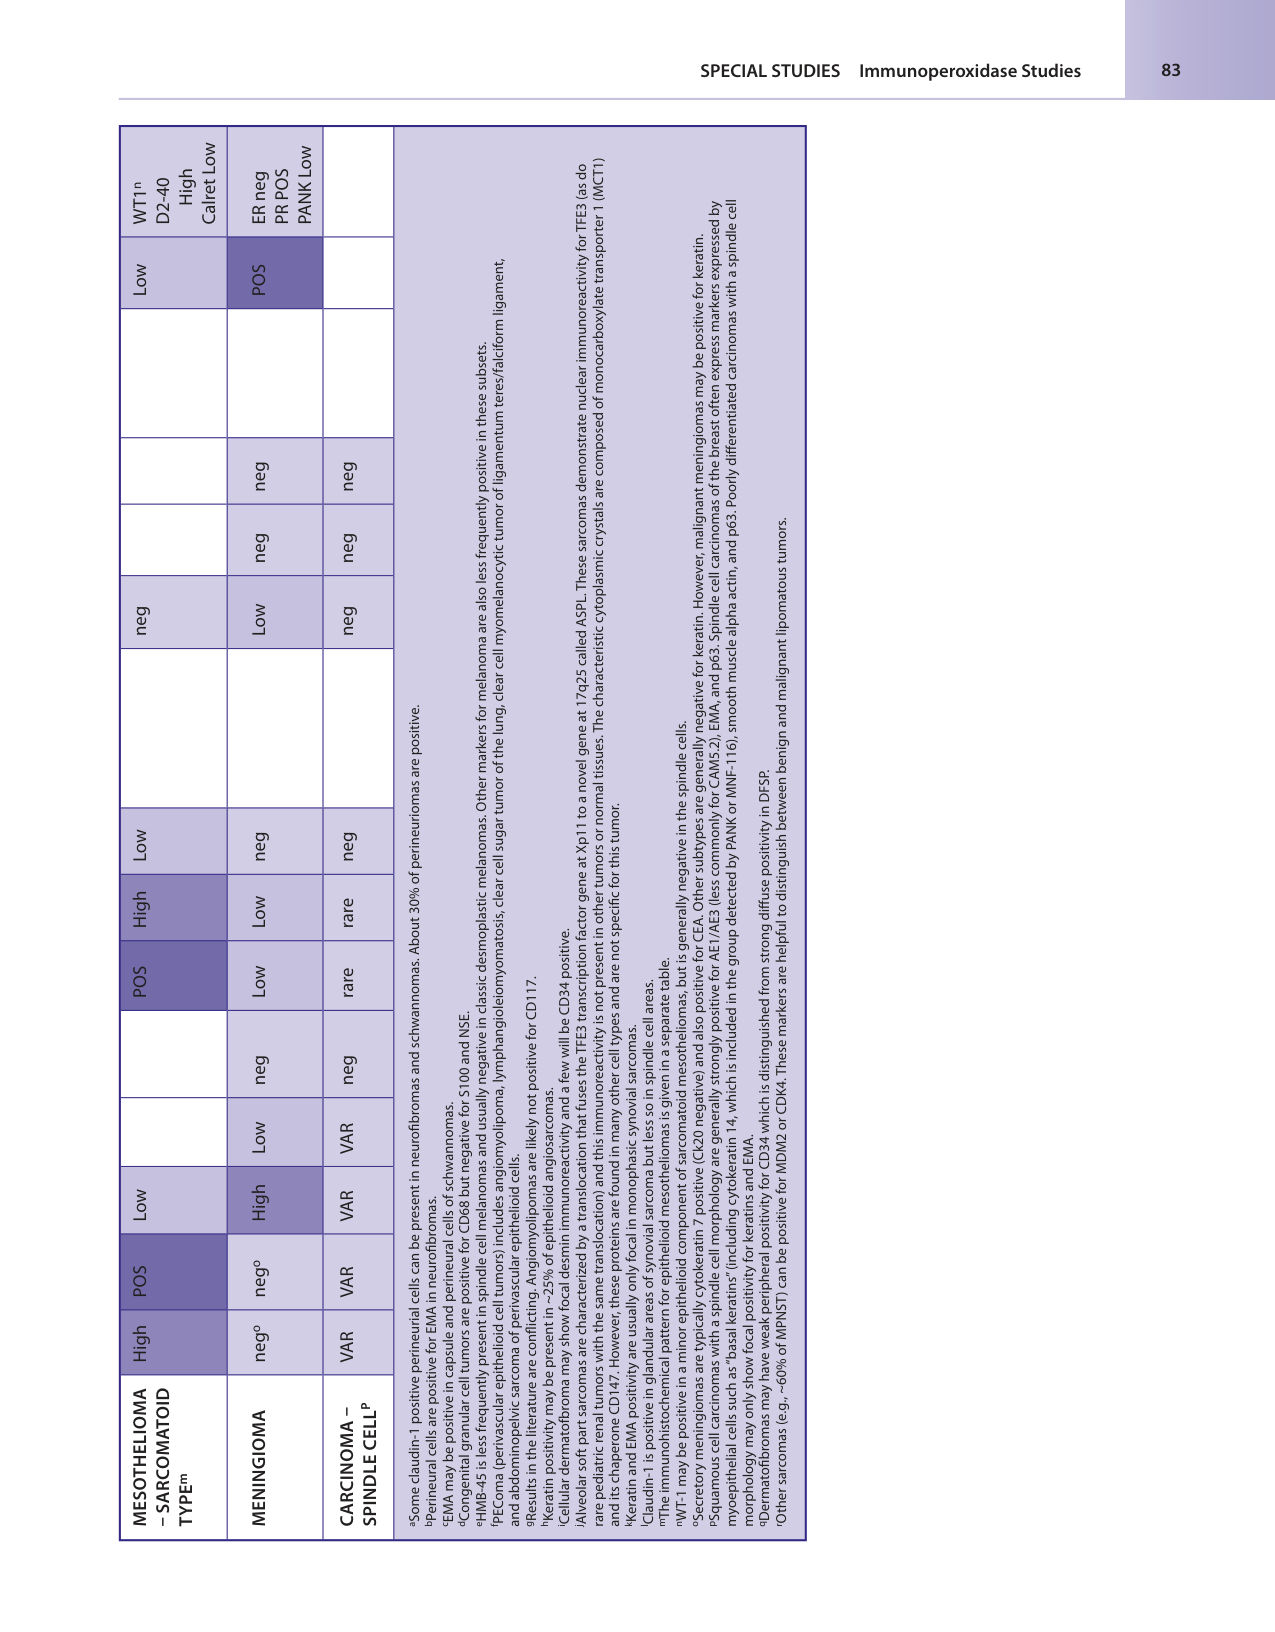 SPECIAL STUDIES Immunoperoxidase Studies 83
MESOTHELIOMA
– SARCOMATOID
TYPEᵐ
High POS Low POS High Low neg Low
WT1ⁿ
D2-40
High
Calret Low
MENINGIOMA
negᵒ negᵒ High Low neg Low Low neg Low neg neg POS
ER neg
PR POS
PANK Low
CARCINOMA –
SPINDLE CELLᴾ
VAR VAR VAR VAR neg rare rare neg neg neg neg
ᵃSome claudin-1 positive perineurial cells can be present in neurofibromas and schwannomas. About 30% of perineuriomas are positive.
ᵇPerineural cells are positive for EMA in neurofibromas.
ᶜEMA may be positive in capsule and perineural cells of schwannomas.
ᵈCongenital granular cell tumors are positive for CD68 but negative for S100 and NSE.
ᵉHMB-45 is less frequently present in spindle cell melanomas and usually negative in classic desmoplastic melanomas. Other markers for melanoma are also less frequently positive in these subsets.
ᶠPEComa (perivascular epithelioid cell tumors) includes angiomyolipoma, lymphangioleiomyomatosis, clear cell sugar tumor of the lung, clear cell myomelanocytic tumor of ligamentum teres/falciform ligament,
and abdominopelvic sarcoma of perivascular epithelioid cells.
ᵍResults in the literature are conflicting. Angiomyolipomas are likely not positive for CD117.
ʰKeratin positivity may be present in ~25% of epithelioid angiosarcomas.
ⁱCellular dermatofbroma may show focal desmin immunoreactivity and a few will be CD34 positive.
ʲAlveolar soft part sarcomas are characterized by a translocation that fuses the TFE3 transcription factor gene at Xp11 to a novel gene at 17q25 called ASPL. These sarcomas demonstrate nuclear immunoreactivity for TFE3 (as do
rare pediatric renal tumors with the same translocation) and this immunoreactivity is not present in other tumors or normal tissues. The characteristic cytoplasmic crystals are composed of monocarboxylate transporter 1 (MCT1)
and its chaperone CD147. However, these proteins are found in many other cell types and are not specific for this tumor.
ᵏKeratin and EMA positivity are usually only focal in monophasic synovial sarcomas.
ˡClaudin-1 is positive in glandular areas of synovial sarcoma but less so in spindle cell areas.
ᵐThe immunohistochemical pattern for epithelioid mesotheliomas is given in a separate table.
ⁿWT-1 may be positive in a minor epithelioid component of sarcomatoid mesotheliomas, but is generally negative in the spindle cells.
ᵒSecretory meningiomas are typically cytokeratin 7 positive (Ck20 negative) and also positive for CEA. Other subtypes are generally negative for keratin. However, malignant meningiomas may be positive for keratin.
ᵖSquamous cell carcinomas with a spindle cell morphology are generally strongly positive for AE1/AE3 (less commonly for CAM5.2), EMA, and p63. Spindle cell carcinomas of the breast often express markers expressed by
myoepithelial cells such as “basal keratins” (including cytokeratin 14, which is included in the group detected by PANK or MNF-116), smooth muscle alpha actin, and p63. Poorly differentiated carcinomas with a spindle cell
morphology may only show focal positivity for keratins and EMA.
qDermatofibromas may have weak peripheral positivity for CD34 which is distinguished from strong diffuse positivity in DFSP.
ʳOther sarcomas (e.g., ~60% of MPNST) can be positive for MDM2 or CDK4. These markers are helpful to distinguish between benign and malignant lipomatous tumors.